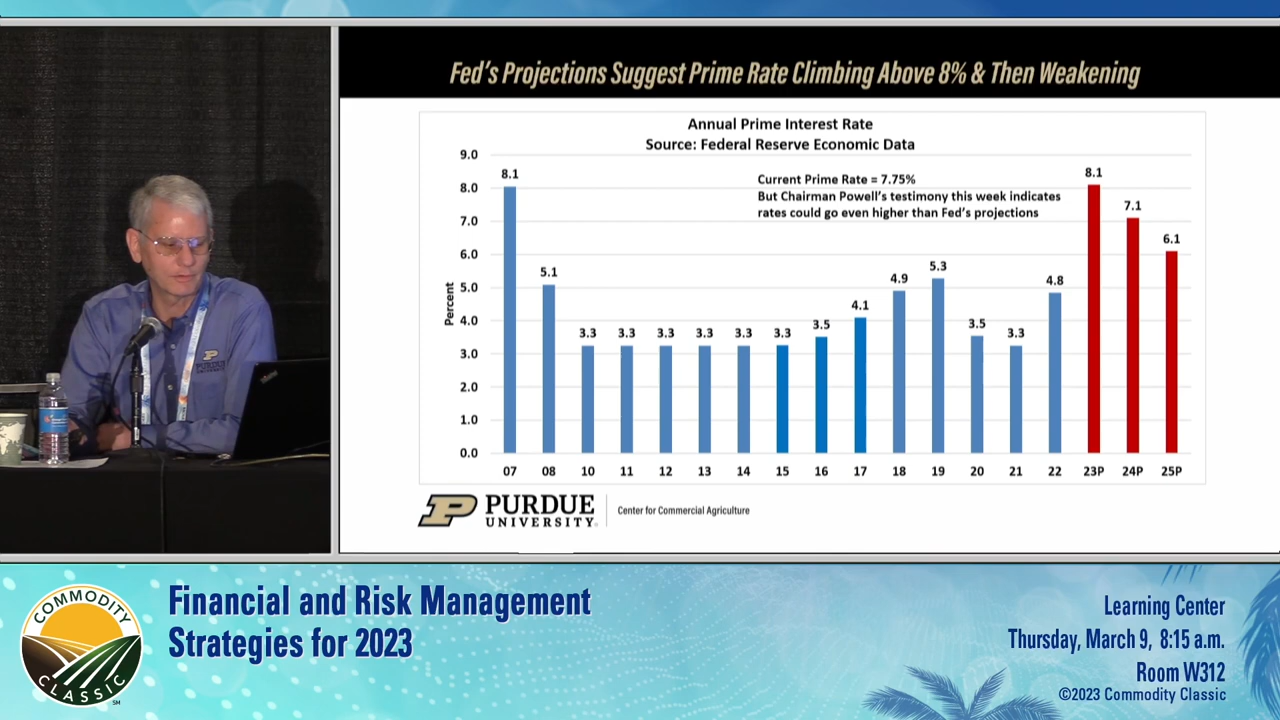 Fed's Projections Suggest Prime Rate Climbing Above 8% & Then Weakening
Annual Prime Interest Rate
Source: Federal Reserve Economic Data
Current Prime Rate = 7.75%
But Chairman Powell's testimony this week indicates
rates could go even higher than Fed's projections
Percent
9.0
8.0
7.0
6.0
5.0
4.0
3.0
2.0
1.0
0.0
8.1
5.1
3.3
3.3
3.3
3.3
3.3
3.3
3.5
4.1
4.9
5.3
3.5
3.3
4.8
8.1
7.1
6.1
07 08 10 11 12 13 14 15 16 17 18 19 20 21 22 23P 24P 25P
P PURDUE
UNIVERSITY
Center for Commercial Agriculture
P
PURDUE
UNIVERSITY
COMMODITY
CLASSIC
SM
Financial and Risk Management
Strategies for 2023
Learning Center
Thursday, March 9, 8:15 a.m.
Room W312
©2023 Commodity Classic